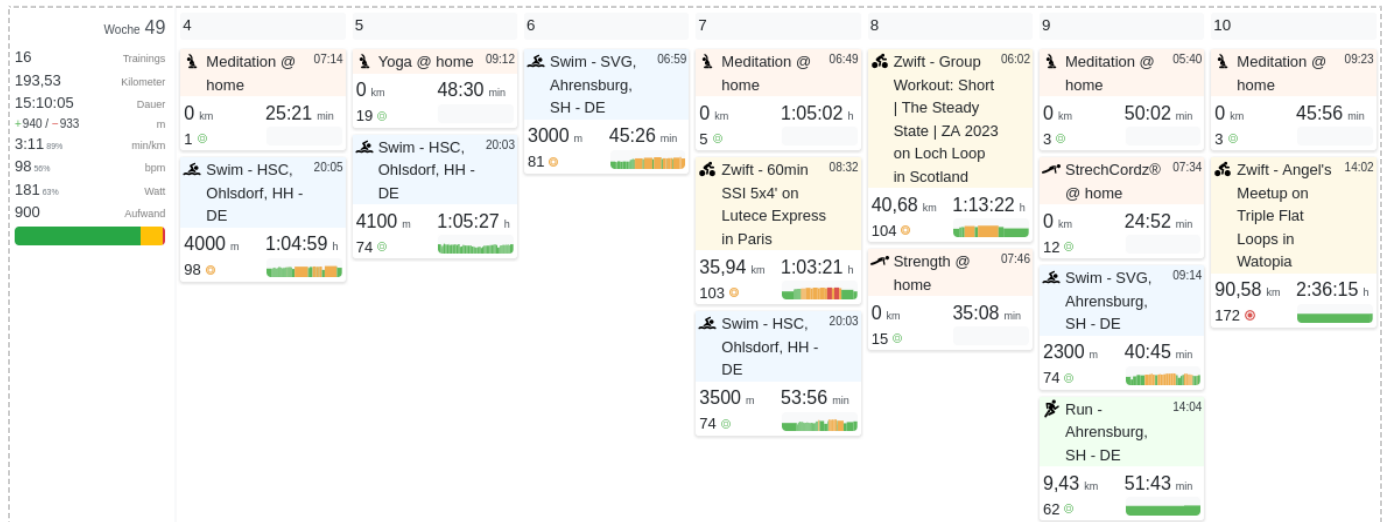 Woche 49
16 Trainings
193,53 Kilometer
15:10:05 Dauer
+940 / −933 m
3:11 89% min/km
98 56% bpm
181 63% Watt
900 Aufwand
4
Meditation @ 07:14
home
0 km 25:21 min
1
Swim - HSC, 20:05
Ohlsdorf, HH -
DE
4000 m 1:04:59 h
98
5
Yoga @ home 09:12
0 km 48:30 min
19
Swim - HSC, 20:03
Ohlsdorf, HH -
DE
4100 m 1:05:27 h
74
6
Swim - SVG, 06:59
Ahrensburg,
SH - DE
3000 m 45:26 min
81
7
Meditation @ 06:49
home
0 km 1:05:02 h
5
Zwift - 60min 08:32
SSI 5x4' on
Lutece Express
in Paris
35,94 km 1:03:21 h
103
Swim - HSC, 20:03
Ohlsdorf, HH -
DE
3500 m 53:56 min
74
8
Zwift - Group 06:02
Workout: Short
| The Steady
State | ZA 2023
on Loch Loop
in Scotland
40,68 km 1:13:22 h
104
Strength @ 07:46
home
0 km 35:08 min
15
9
Meditation @ 05:40
home
0 km 50:02 min
3
StrechCordz® 07:34
@ home
0 km 24:52 min
12
Swim - SVG, 09:14
Ahrensburg,
SH - DE
2300 m 40:45 min
74
Run - 14:04
Ahrensburg,
SH - DE
9,43 km 51:43 min
62
10
Meditation @ 09:23
home
0 km 45:56 min
3
Zwift - Angel's 14:02
Meetup on
Triple Flat
Loops in
Watopia
90,58 km 2:36:15 h
172